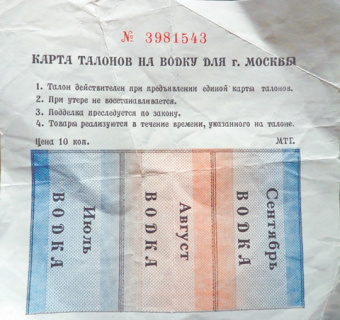 № 3981543
КАРТА ТАЛОНОВ НА ВОДКУ ДЛЯ г. МОСКВЫ
1. Талон действителен при предъявлении единой карты талонов.
2. При утере не восстанавливается.
3. Подделка преследуется по закону.
4. Товары реализуются в течение времени, указанного на талоне.
Цена 10 коп. МТГ.
Июль
ВОДКА
Август
ВОДКА
Сентябрь
ВОДКА